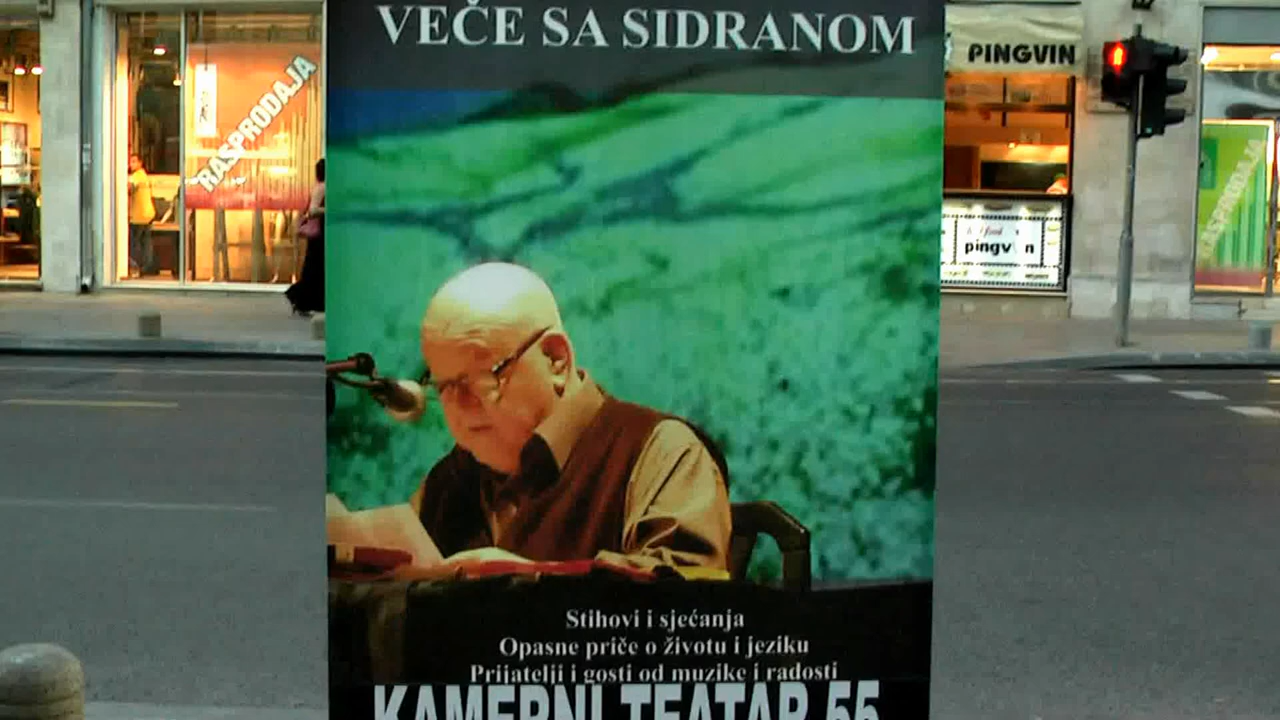 VEČE SA SIDRANOM
PINGVIN
RASPRODAJA
pingv n
RASPRODAJA
Stihovi i sjećanja
Opasne priče o životu i jeziku
Prijatelji i gosti od muzike i radosti
KAMERNI TEATAR 55